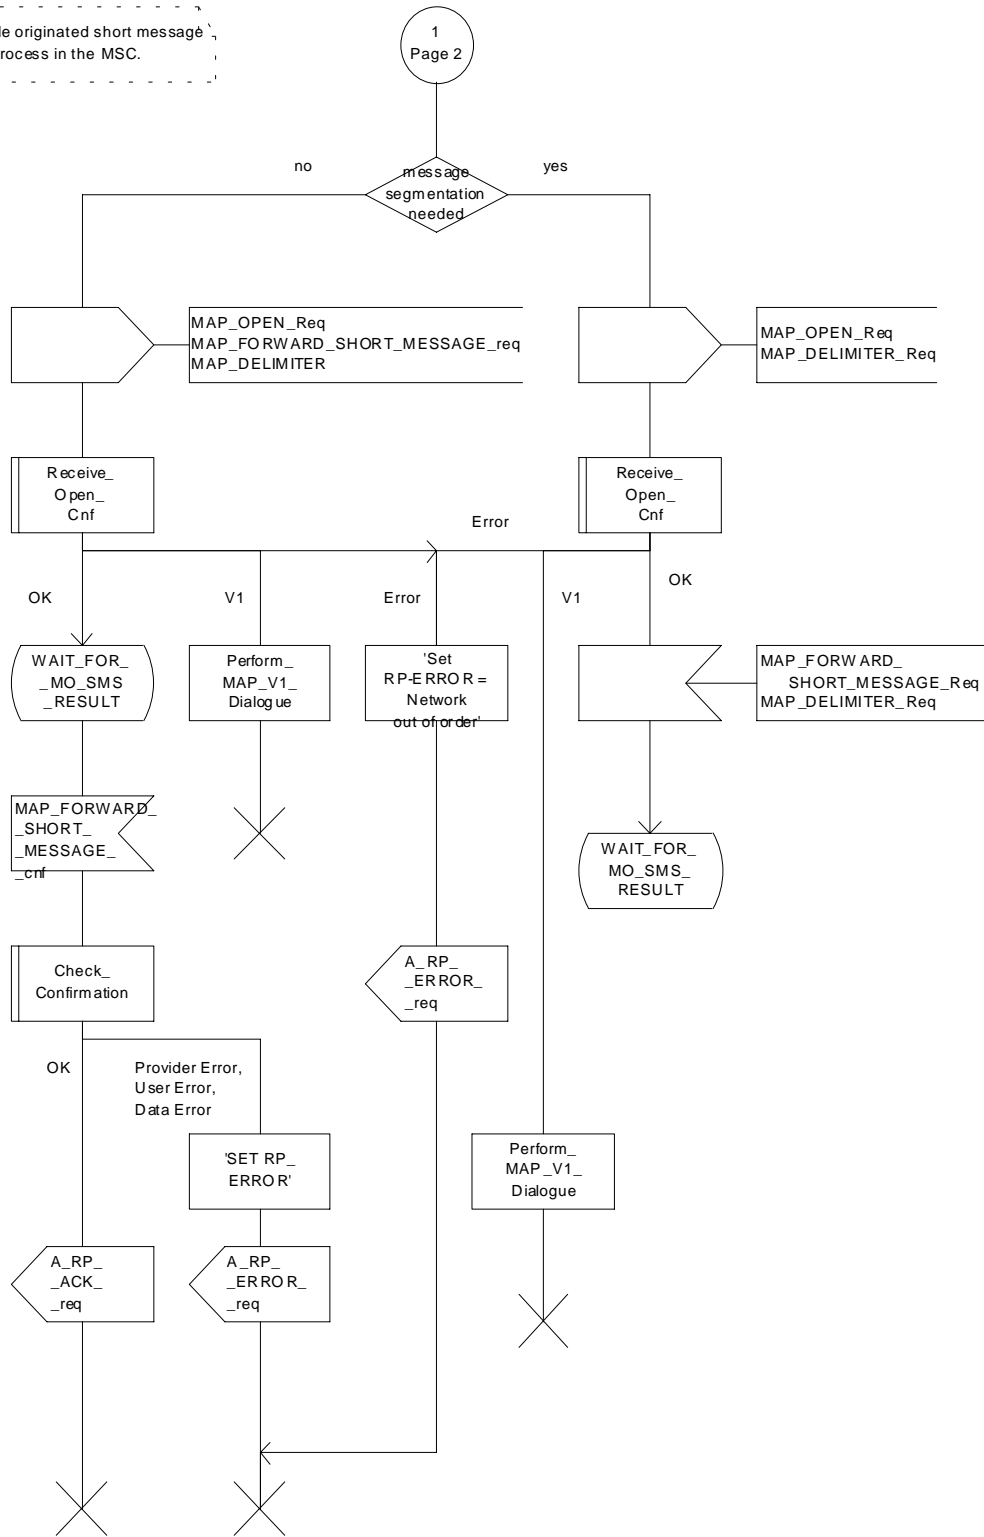 le originated short message
rocess in the MSC.
1
Page 2
no
yes
message
segmentation
needed
MAP_OPEN_Req
MAP_FORWARD_SHORT_MESSAGE_req
MAP_DELIMITER
MAP_OPEN_Req
MAP_DELIMITER_Req
Receive_
Open_
Cnf
Receive_
Open_
Cnf
Error
OK
V1
Error
V1
OK
WAIT_FOR_
_MO_SMS
_RESULT
Perform_
MAP_V1_
Dialogue
'Set
RP-ERROR =
Network
out of order'
MAP_FORWARD_
SHORT_MESSAGE_Req
MAP_DELIMITER_Req
MAP_FORWARD_
_SHORT_
_MESSAGE_
_cnf
WAIT_FOR_
MO_SMS_
RESULT
Check_
Confirmation
A_RP_
_ERROR_
_req
OK
Provider Error,
User Error,
Data Error
'SET RP_
ERROR'
Perform_
MAP_V1_
Dialogue
A_RP_
_ACK_
_req
A_RP_
_ERROR_
_req